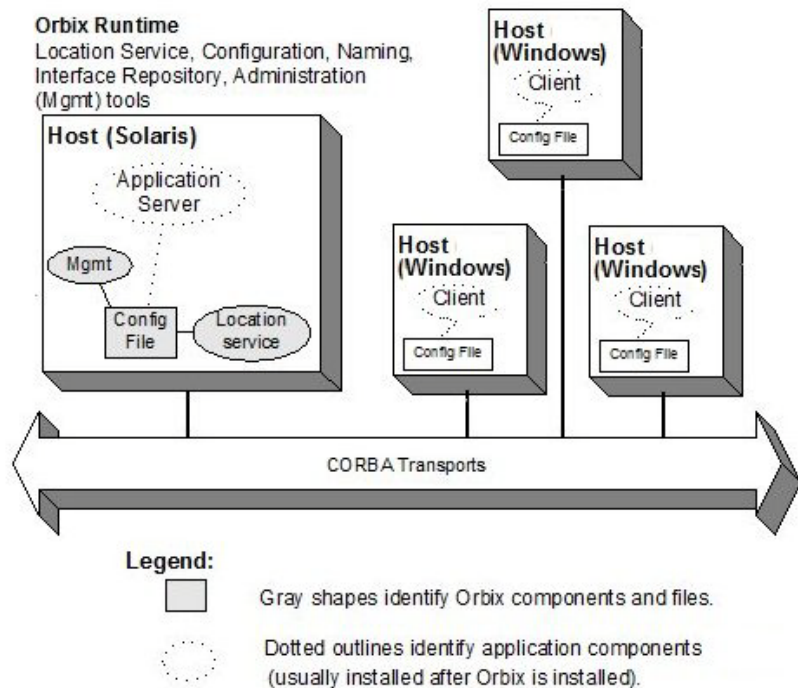 Orbix Runtime
Location Service, Configuration, Naming,
Interface Repository, Administration
(Mgmt) tools
Host (Solaris)
Application
Server
Mgmt
Config
File
Location
service
Host
(Windows)
Client
Config File
Host
(Windows)
Client
Config File
Host
(Windows)
Client
Config File
CORBA Transports
Legend:
Gray shapes identify Orbix components and files.
Dotted outlines identify application components
(usually installed after Orbix is installed).